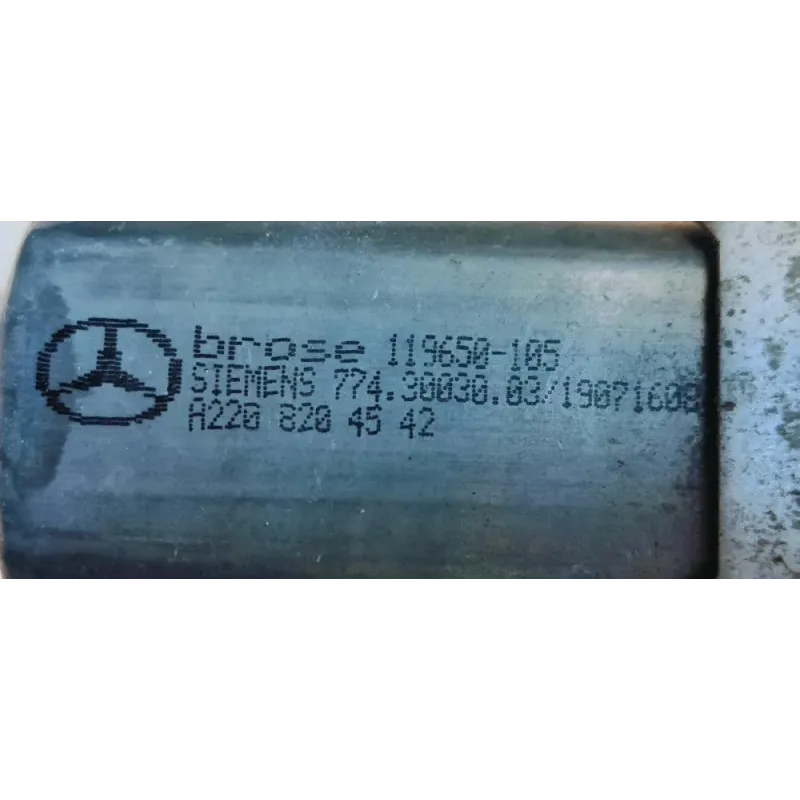 brose 119650-105
SIEMENS 774.30030.03/19071608
A220 820 45 42